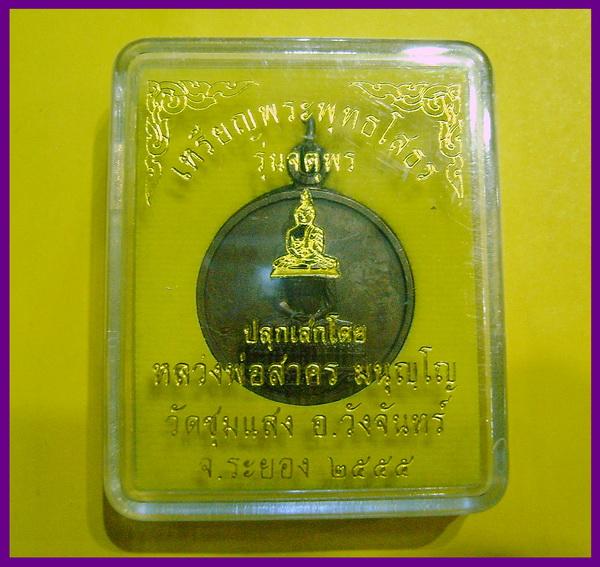 เหรียญพระพุทธโสธร
รุ่นจตุพร
ปลุกเสกโดย
หลวงพ่อสาคร มนุญฺโญ
วัดชุมแสง อ.วังจันทร์
จ.ระยอง ๒๕๕๕